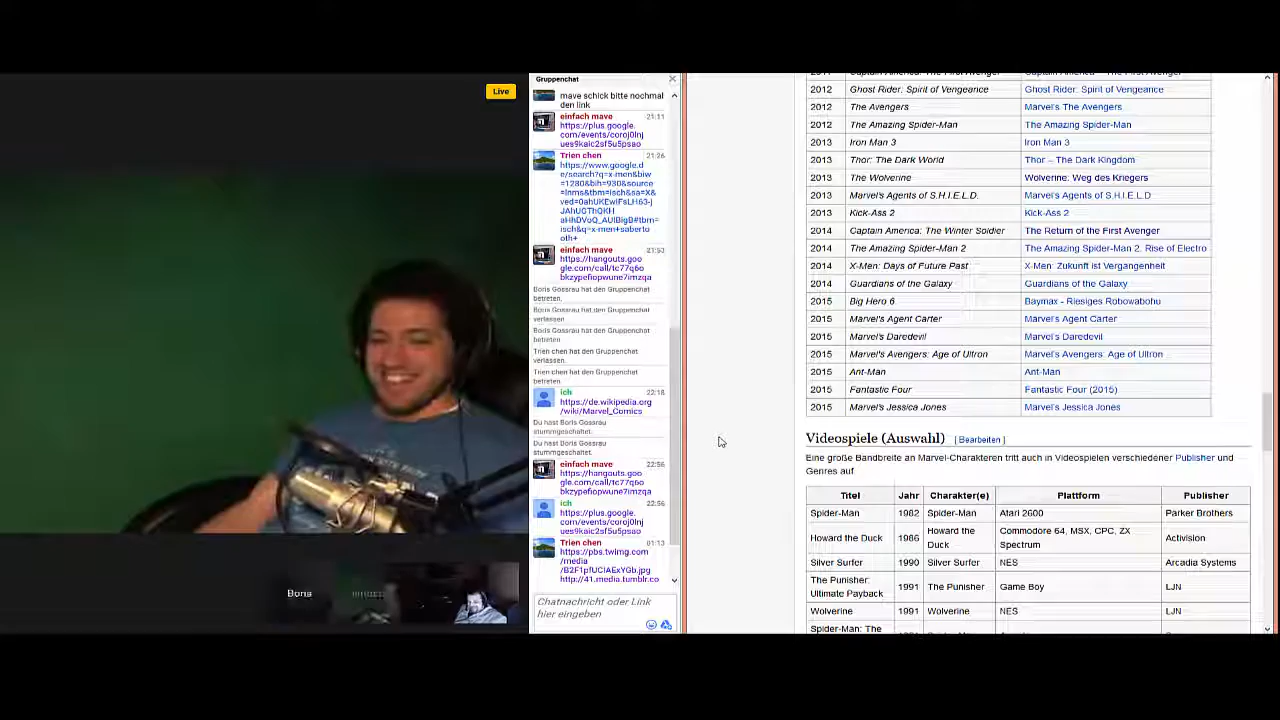 Live
Gruppenchat
mave schick bitte nochmal
den link
einfach mave 21:11
https://plus.google.
com/events/coroj0lnj
ues9kaic2sf5u5psao
Trien chen 21:26
https://www.google.d
e/search?q=x-men&biw
=1280&bih=930&source
=lnms&tbm=isch&sa=X&
einfach mave 21:53
https://hangouts.goo
gle.com/call/tc77q6o
bkzypefiopwune7imzqa
Boris Gossrau hat den Gruppenchat
betreten.
Boris Gossrau hat den Gruppenchat
verlassen.
Boris Gossrau hat den Gruppenchat
betreten
Trien chen hat den Gruppenchat
verlassen.
Trien chen hat den Gruppenchat
betreten.
ich 22:18
https://de.wikipedia.org
/wiki/Marvel_Comics
Du hast Boris Gossrau
stummgeschaltet.
Du hast Boris Gossrau
stummgeschaltet.
einfach mave 22:56
https://hangouts.goo
gle.com/call/tc77q6o
bkzypefiopwune7imzqa
ich 22:56
https://plus.google.
com/events/coroj0lnj
ues9kaic2sf5u5psao
Trien chen 01:13
https://pbs.twimg.com
/media
/B2F1pfUCIAExYGb.jpg
http://41.media.tumblr.co
Chatnachricht oder Link
hier eingeben
Boris
2012 Ghost Rider: Spirit of Vengeance Ghost Rider: Spirit of Vengeance
2012 The Avengers Marvel's The Avengers
2012 The Amazing Spider-Man The Amazing Spider-Man
2013 Iron Man 3 Iron Man 3
2013 Thor: The Dark World Thor – The Dark Kingdom
2013 The Wolverine Wolverine: Weg des Kriegers
2013 Marvel's Agents of S.H.I.E.L.D. Marvel's Agents of S.H.I.E.L.D
2013 Kick-Ass 2 Kick-Ass 2
2014 Captain America: The Winter Soldier The Return of the First Avenger
2014 The Amazing Spider-Man 2 The Amazing Spider-Man 2: Rise of Electro
2014 X-Men: Days of Future Past X-Men: Zukunft ist Vergangenheit
2014 Guardians of the Galaxy Guardians of the Galaxy
2015 Big Hero 6 Baymax - Riesiges Robowabohu
2015 Marvel's Agent Carter Marvel's Agent Carter
2015 Marvel's Daredevil Marvel's Daredevil
2015 Marvel's Avengers: Age of Ultron Marvel's Avengers: Age of Ultron
2015 Ant-Man Ant-Man
2015 Fantastic Four Fantastic Four (2015)
2015 Marvel's Jessica Jones Marvel's Jessica Jones
Videospiele (Auswahl) [ Bearbeiten ]
Eine große Bandbreite an Marvel-Charakteren tritt auch in Videospielen verschiedener Publisher und
Genres auf
Titel Jahr Charakter(e) Plattform Publisher
Spider-Man 1982 Spider-Man Atari 2600 Parker Brothers
Howard the Duck 1986 Howard the Duck Commodore 64, MSX, CPC, ZX Spectrum Activision
Silver Surfer 1990 Silver Surfer NES Arcadia Systems
The Punisher: Ultimate Payback 1991 The Punisher Game Boy LJN
Wolverine 1991 Wolverine NES LJN
Spider-Man: The